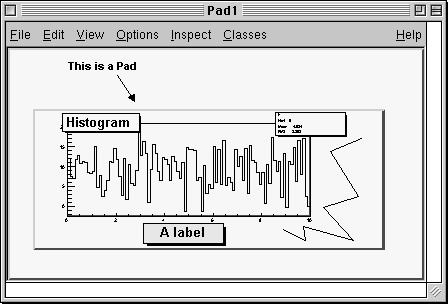 Pad1
File Edit View Options Inspect Classes Help
This is a Pad
Histogram
A label